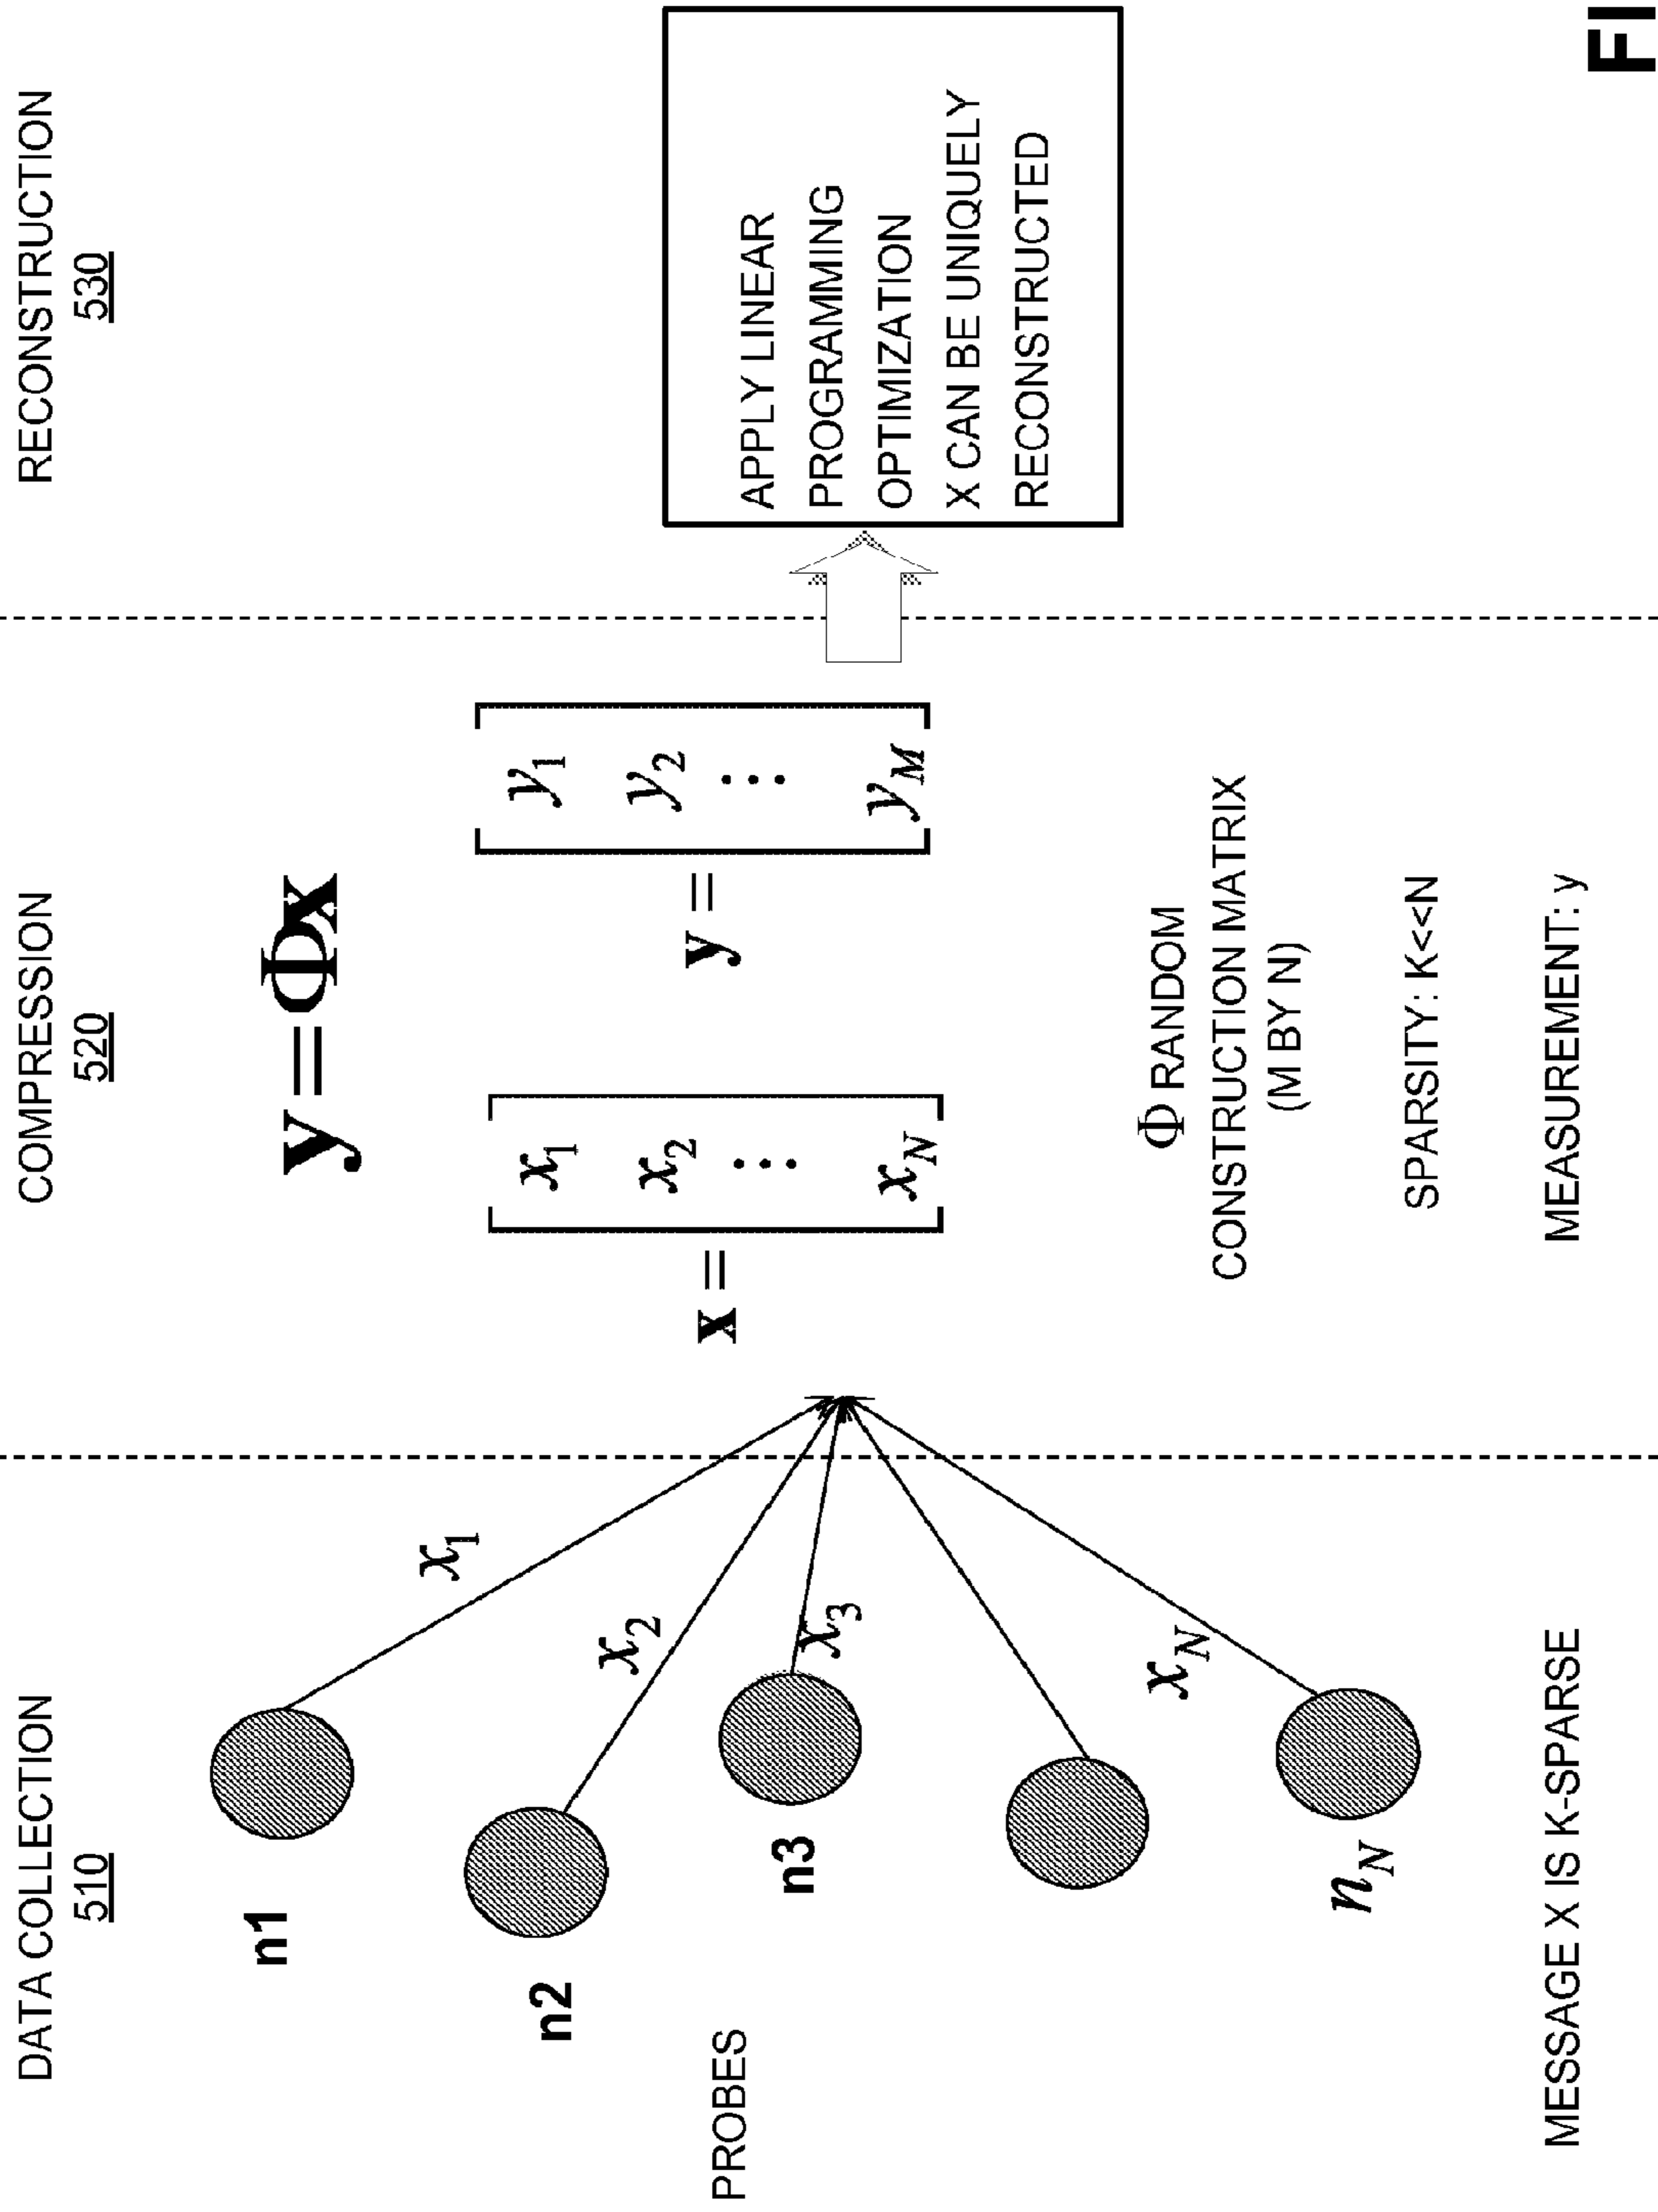 DATA COLLECTION
510
n1
n2
PROBES
n3
n_N
x_1
x_2
x_3
x_N
MESSAGE X IS K-SPARSE
COMPRESSION
520
y=Φx
x = [x_1 x_2 ⋮ x_N]
y = [y_1 y_2 ⋮ y_M]
Φ RANDOM
CONSTRUCTION MATRIX
(M BY N)
SPARSITY: K<<N
MEASUREMENT: y
RECONSTRUCTION
530
APPLY LINEAR
PROGRAMMING
OPTIMIZATION
X CAN BE UNIQUELY
RECONSTRUCTED
FI